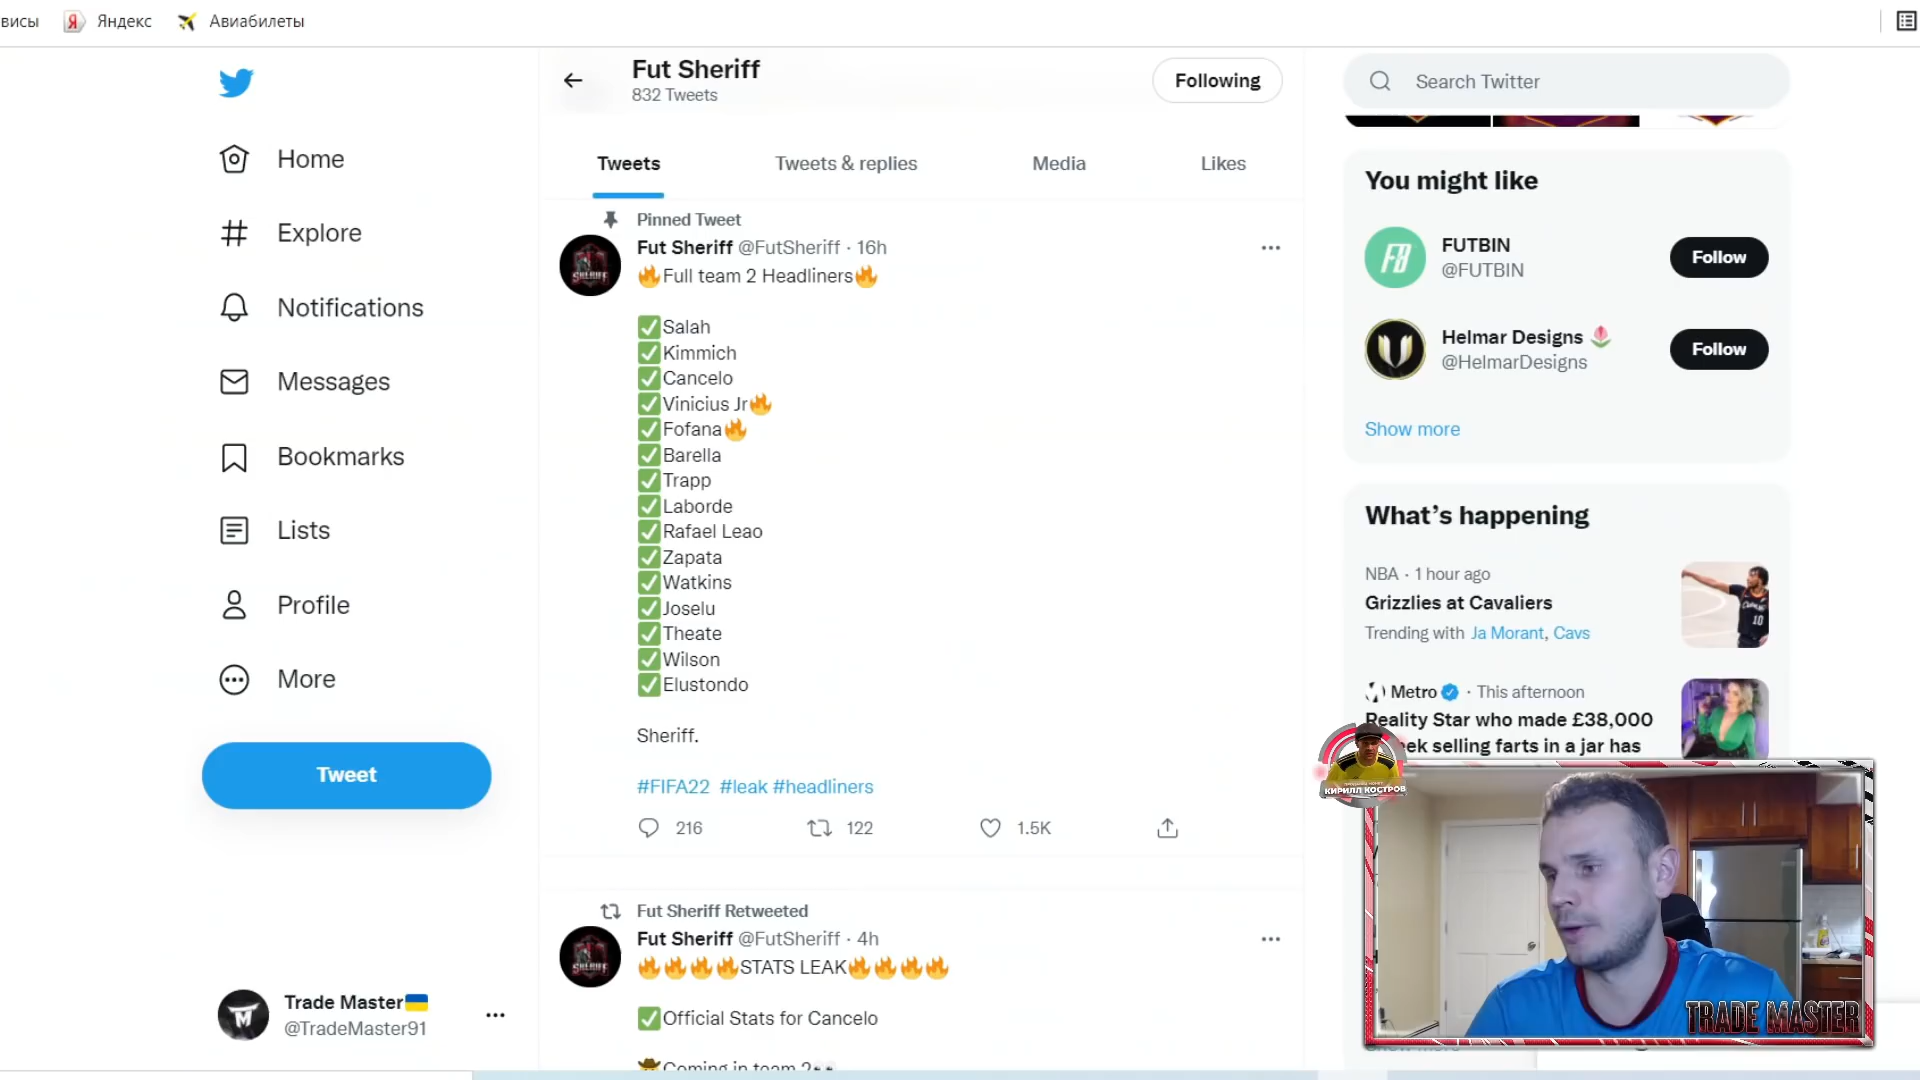 висы
Яндекс
Авиабилеты
Fut Sheriff
832 Tweets
Following
Search Twitter
Home
Explore
Notifications
Messages
Bookmarks
Lists
Profile
More
Tweet
Trade Master
@TradeMaster91
Tweets
Tweets & replies
Media
Likes
Pinned Tweet
Fut Sheriff @FutSheriff · 16h
🔥Full team 2 Headliners🔥
✅Salah
✅Kimmich
✅Cancelo
✅Vinicius Jr🔥
✅Fofana🔥
✅Barella
✅Trapp
✅Laborde
✅Rafael Leao
✅Zapata
✅Watkins
✅Joselu
✅Theate
✅Wilson
✅Elustondo
Sheriff.
#FIFA22 #leak #headliners
216
122
1.5K
Fut Sheriff Retweeted
Fut Sheriff @FutSheriff · 4h
🔥🔥🔥🔥STATS LEAK🔥🔥🔥🔥
✅Official Stats for Cancelo
🤠Coming in team 2👀
SHERIFF
You might like
FUTBIN
@FUTBIN
Follow
Helmar Designs
@HelmarDesigns
Follow
Show more
What's happening
NBA · 1 hour ago
Grizzlies at Cavaliers
Trending with Ja Morant, Cavs
Metro · This afternoon
Reality Star who made £38,000
ek selling farts in a jar has
КИРИЛЛ КОСТРОВ
TRADE MASTER